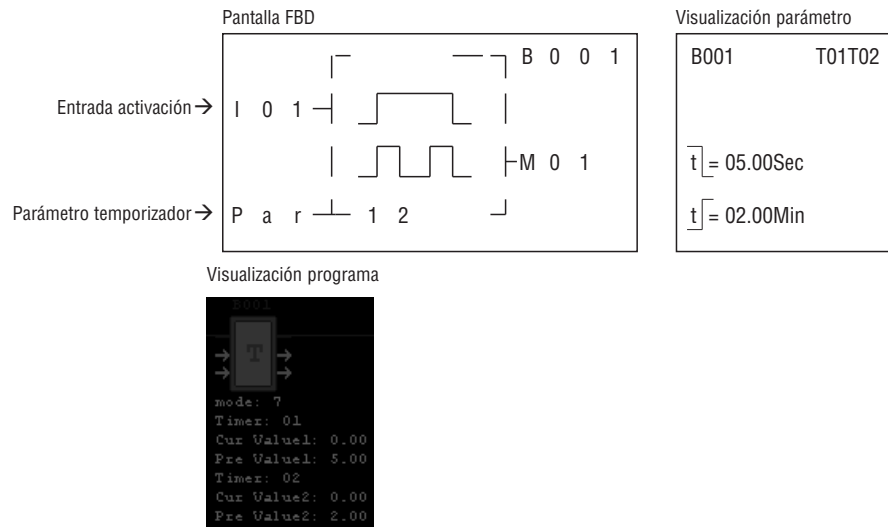 Pantalla FBD
Visualización parámetro
B 0 0 1
Entrada activación → I 0 1
M 0 1
Parámetro temporizador → P a r 1 2
B001 T01T02
t = 05.00Sec
t = 02.00Min
Visualización programa
B001
T
mode: 7
Timer: 01
Cur Value1: 0.00
Pre Value1: 5.00
Timer: 02
Cur Value2: 0.00
Pre Value2: 2.00